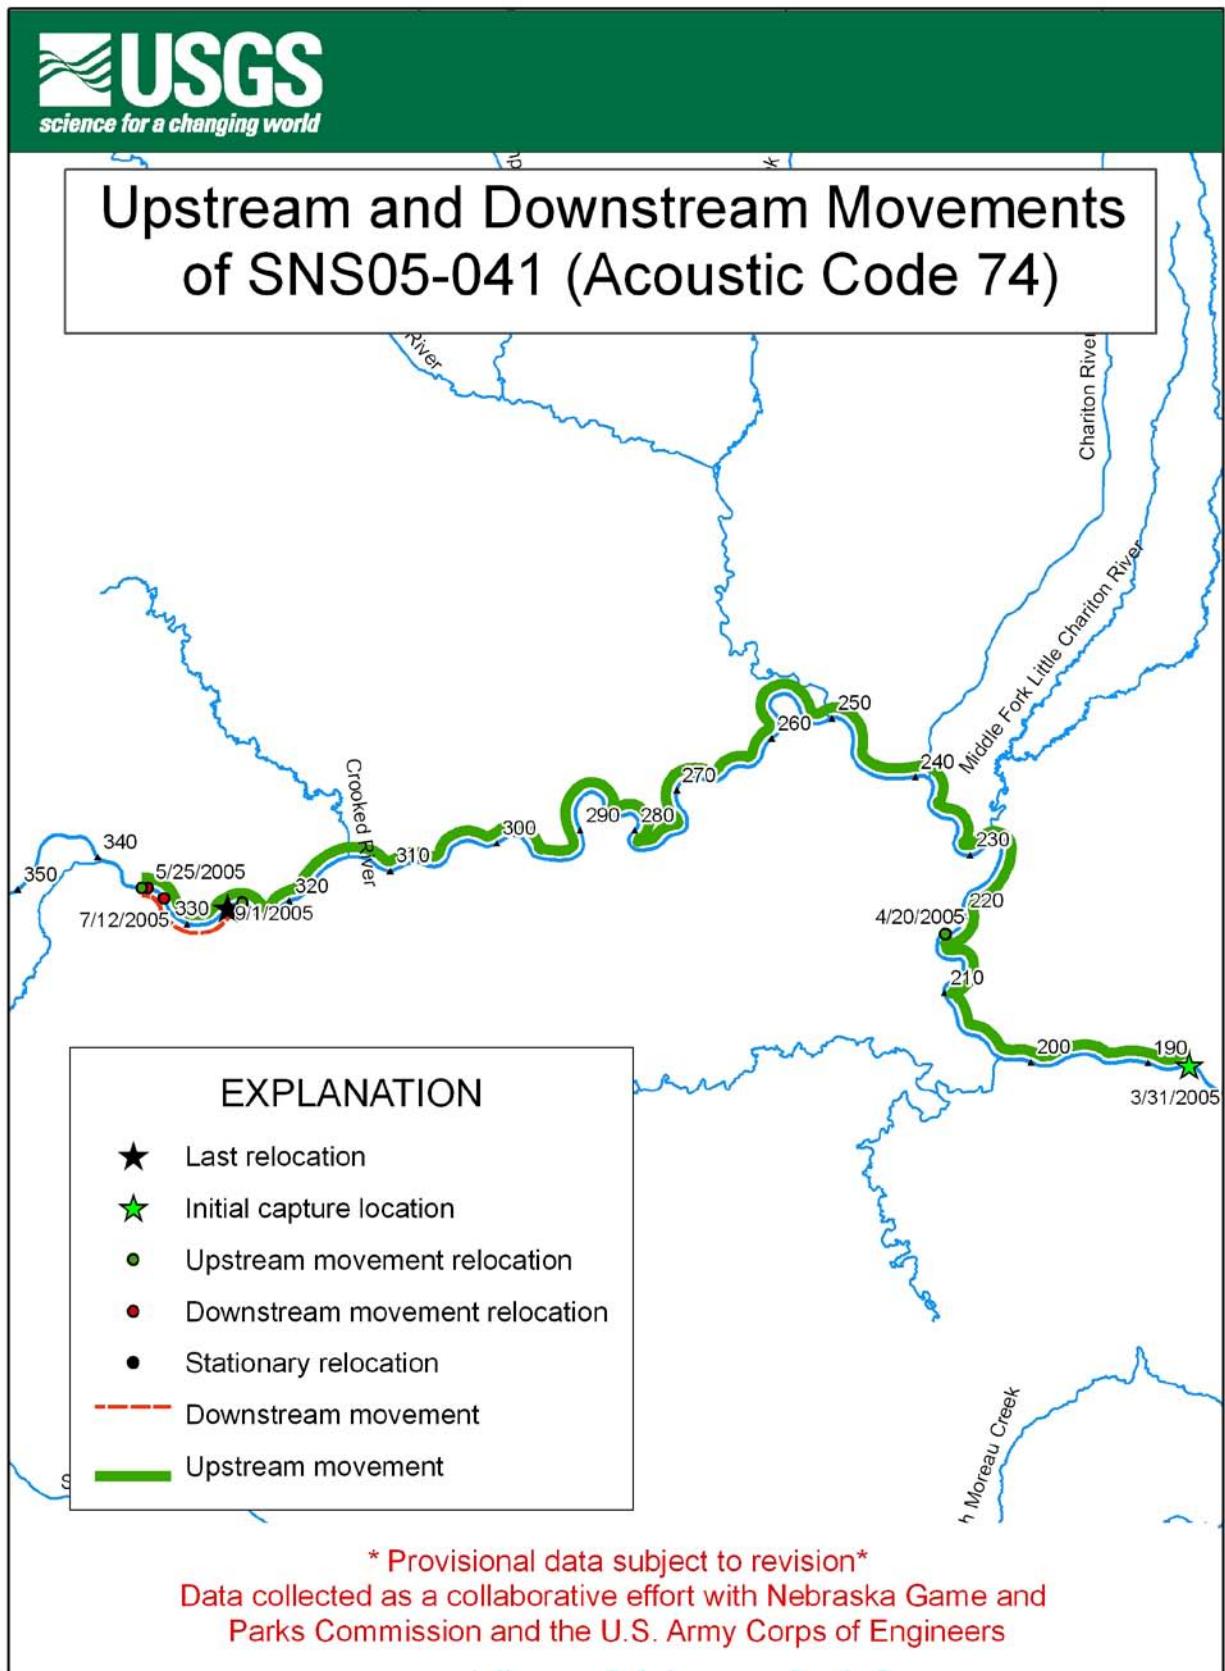 USGS
science for a changing world
Upstream and Downstream Movements
of SNS05-041 (Acoustic Code 74)
River
Chariton River
Middle Fork Little Chariton River
Crooked River
250
260
240
270
230
290
280
300
310
340
350
5/25/2005
320
220
7/12/2005
330
9/1/2005
4/20/2005
210
200
190
3/31/2005
EXPLANATION
Last relocation
Initial capture location
Upstream movement relocation
Downstream movement relocation
Stationary relocation
Downstream movement
Upstream movement
h Moreau Creek
* Provisional data subject to revision*
Data collected as a collaborative effort with Nebraska Game and
Parks Commission and the U.S. Army Corps of Engineers